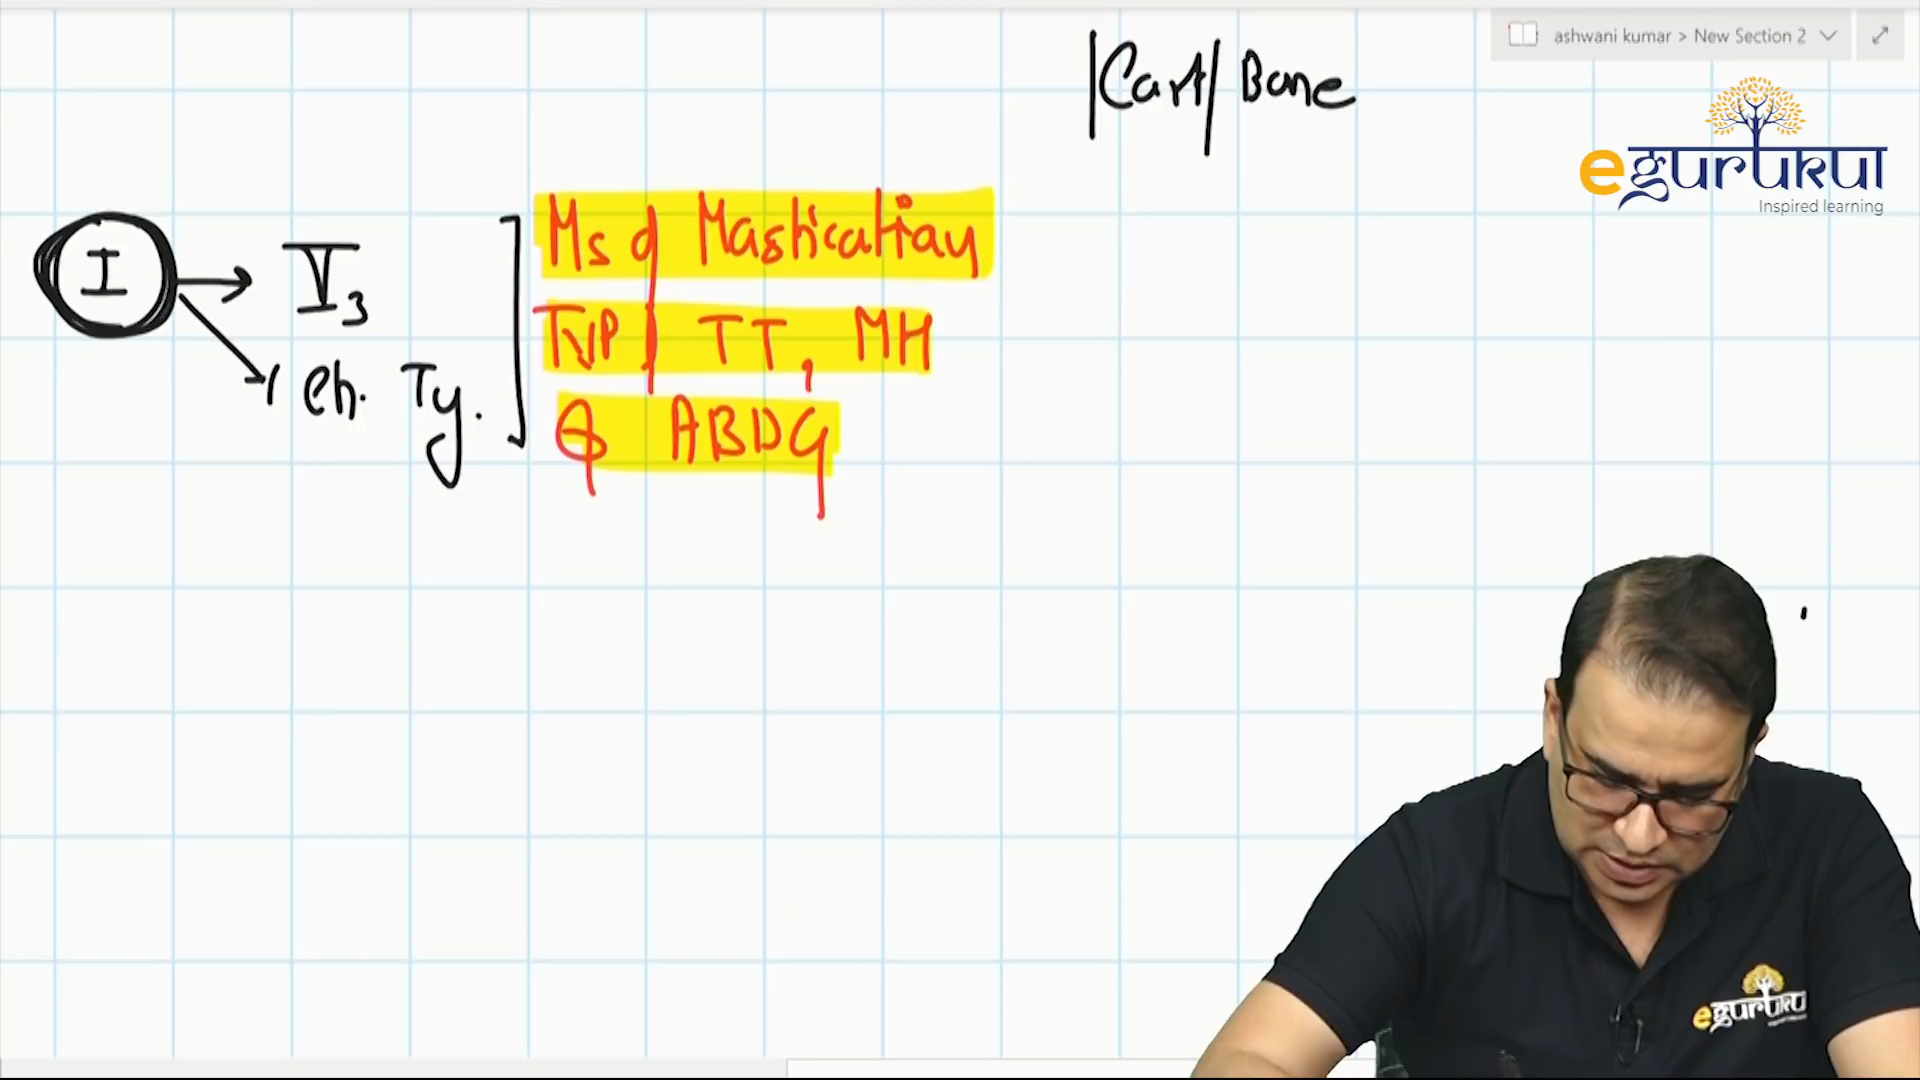 ashwani kumar > New Section 2
|Cart| Bone
egurukul
Inspired learning
I → V3
Ch. Ty.
Ms of Mastication
TVP TT, MH
ABDG
egurukul